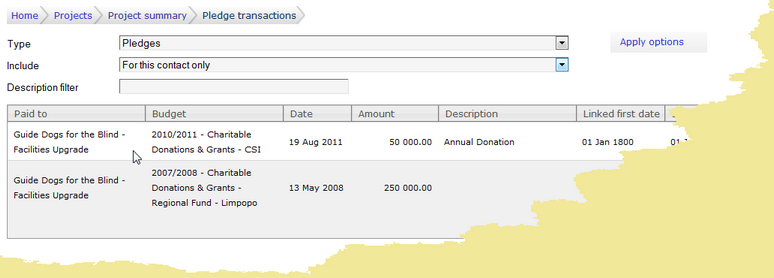 Home Projects Project summary Pledge transactions
Type Pledges Apply options
Include For this contact only
Description filter
Paid to Budget Date Amount Description Linked first date
Guide Dogs for the Blind - 2010/2011 - Charitable
Facilities Upgrade Donations & Grants - CSI 19 Aug 2011 50 000.00 Annual Donation 01 Jan 1800
Guide Dogs for the Blind - 2007/2008 - Charitable
Facilities Upgrade Donations & Grants - 13 May 2008 250 000.00
Regional Fund - Limpopo